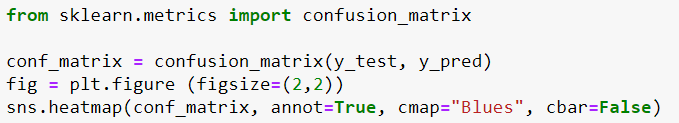 from sklearn.metrics import confusion_matrix
conf_matrix = confusion_matrix(y_test, y_pred)
fig = plt.figure (figsize=(2,2))
sns.heatmap(conf_matrix, annot=True, cmap="Blues", cbar=False)